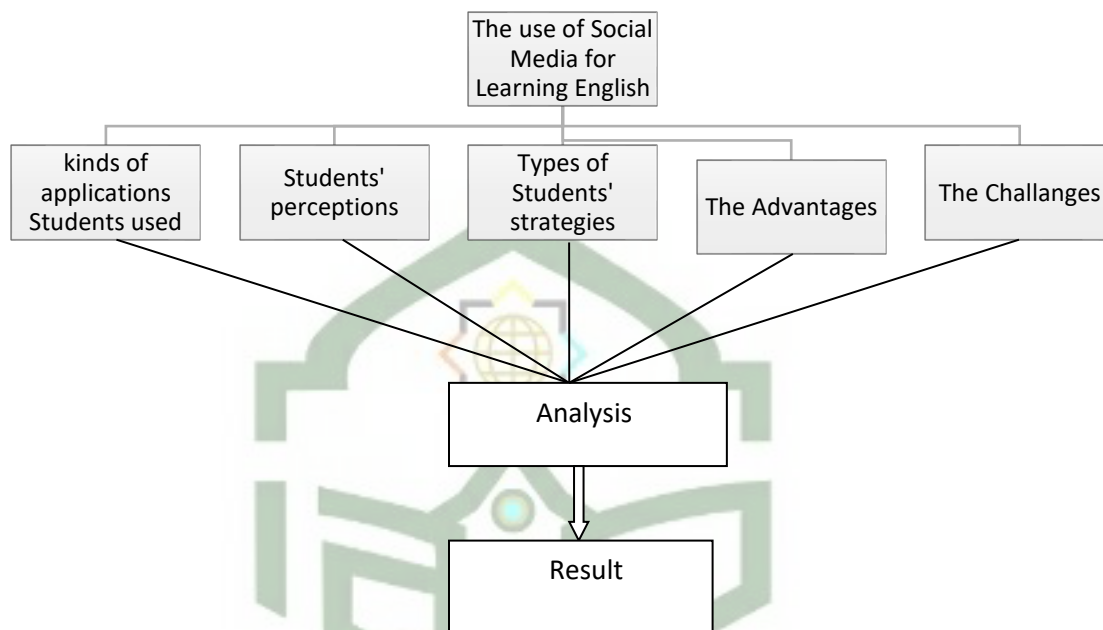 The use of Social
Media for
Learning English
kinds of
applications
Students used
Students'
perceptions
Types of
Students'
strategies
The Advantages
The Challanges
Analysis
Result